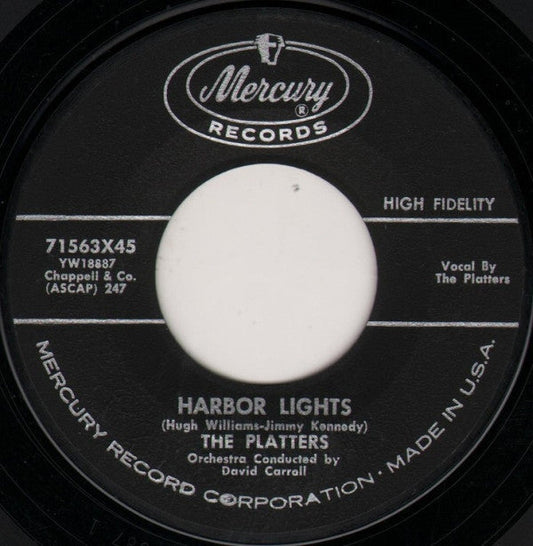 Mercury
®
RECORDS
HIGH FIDELITY
71563X45
YW18887
Chappell & Co.
(ASCAP) 247
Vocal By
The Platters
HARBOR LIGHTS
(Hugh Williams-Jimmy Kennedy)
THE PLATTERS
Orchestra Conducted by
David Carroll
MERCURY RECORD CORPORATION · MADE IN U.S.A.